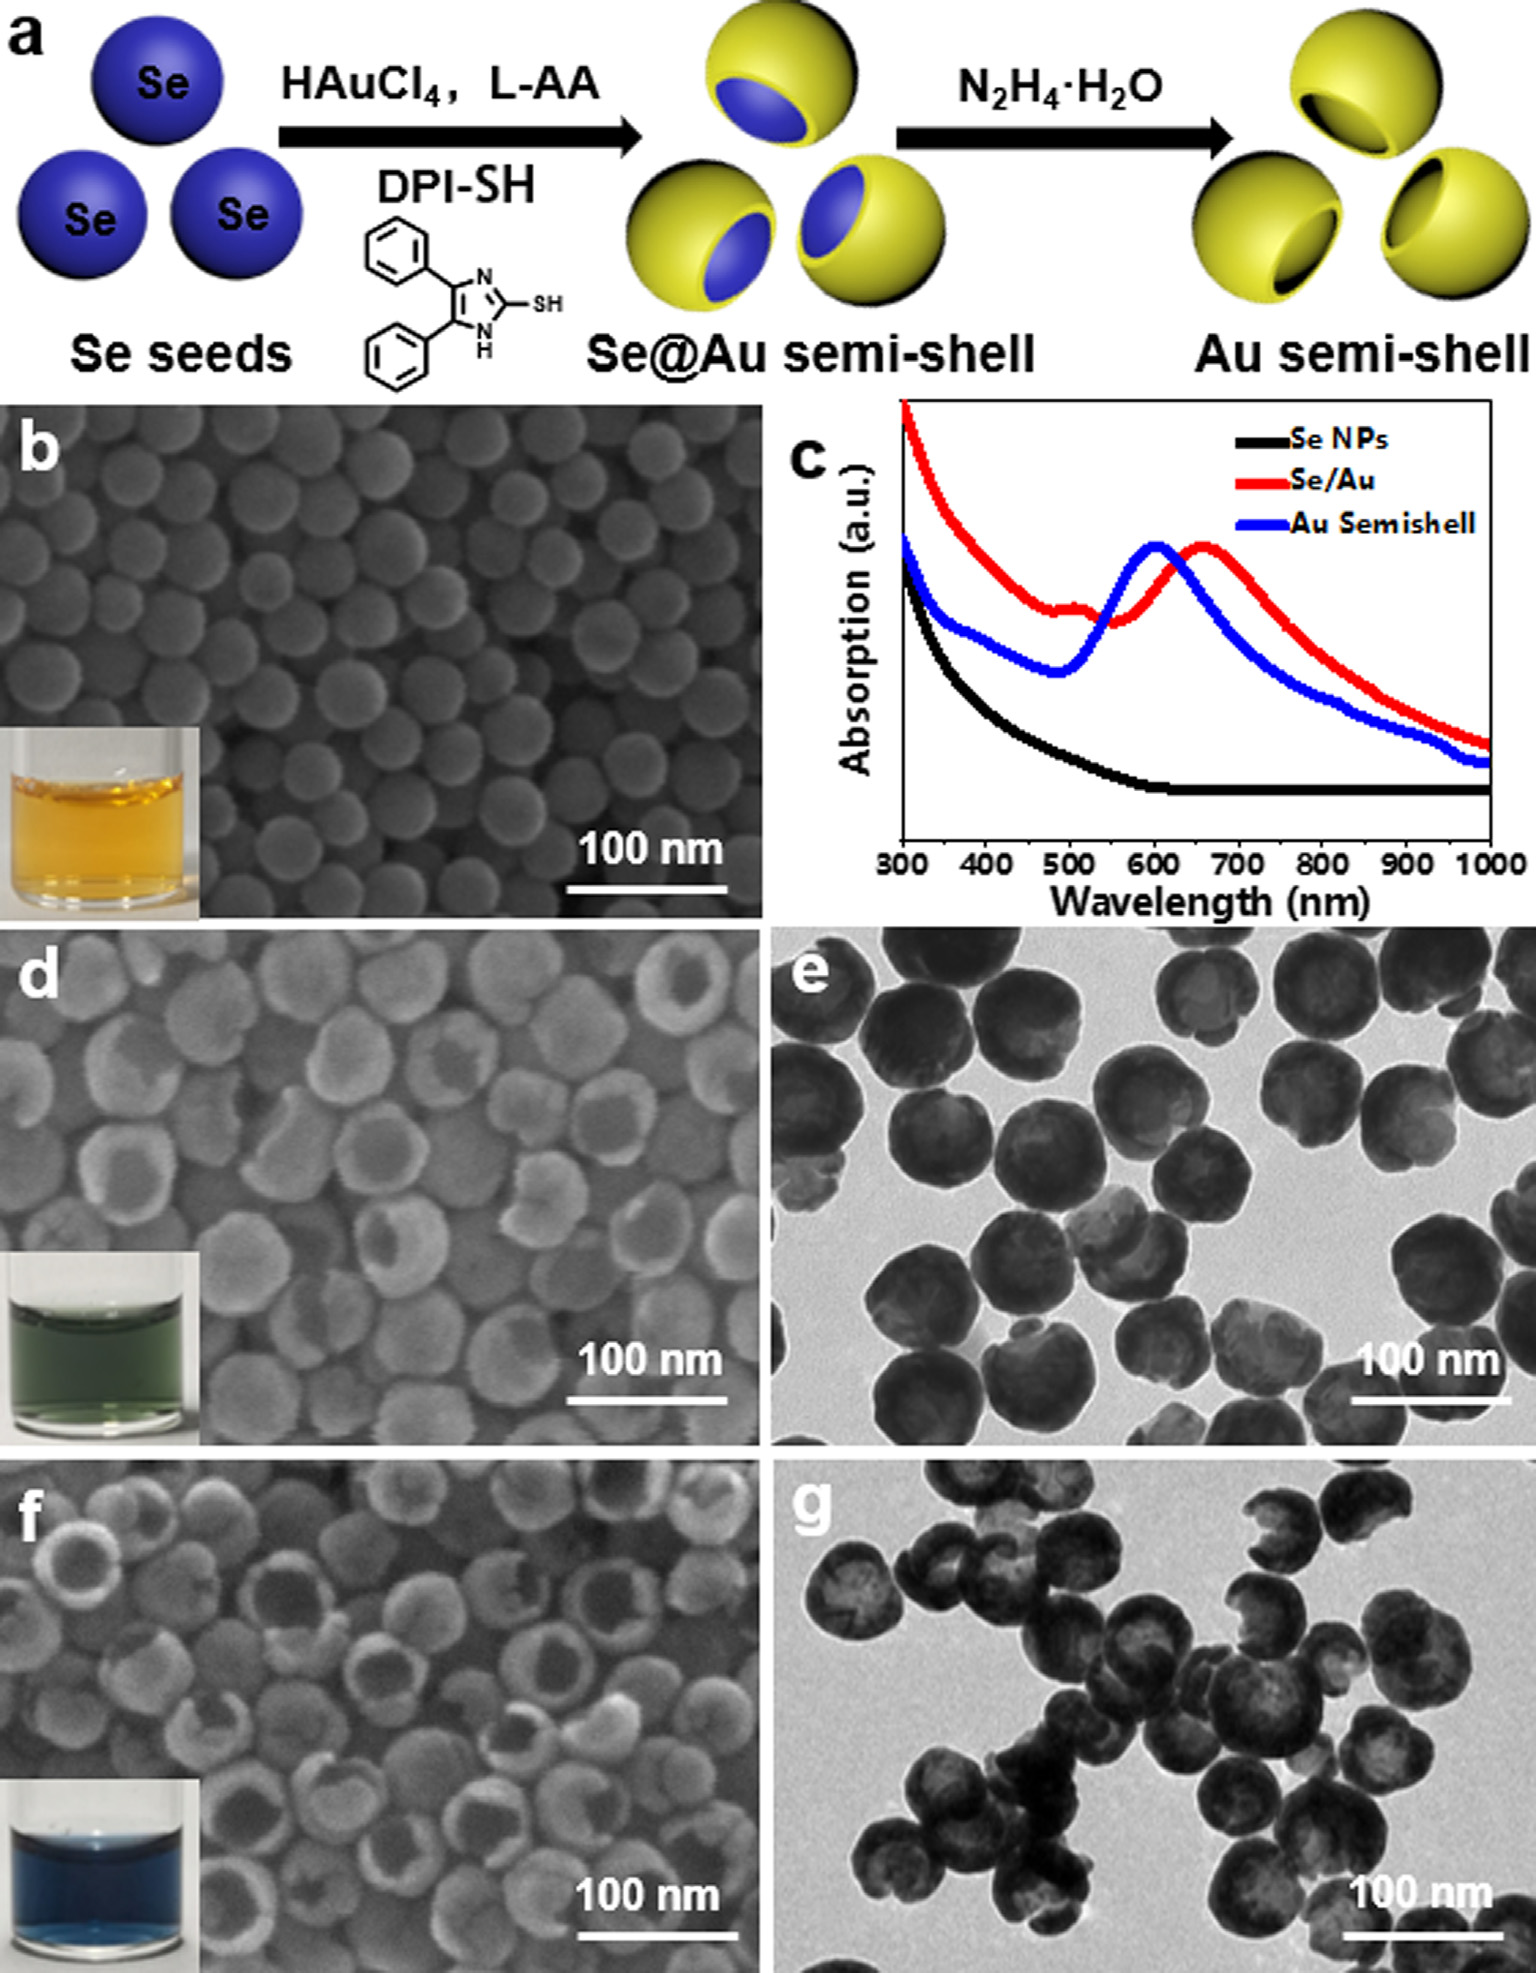 a
Se
Se
Se
HAuCl₄, L-AA
DPI-SH
N
SH
N
H
N₂H₄·H₂O
Se seeds
Se@Au semi-shell
Au semi-shell
b
100 nm
c
Absorption (a.u.)
Se NPs
Se/Au
Au Semishell
300 400 500 600 700 800 900 1000
Wavelength (nm)
d
100 nm
e
100 nm
f
100 nm
g
100 nm